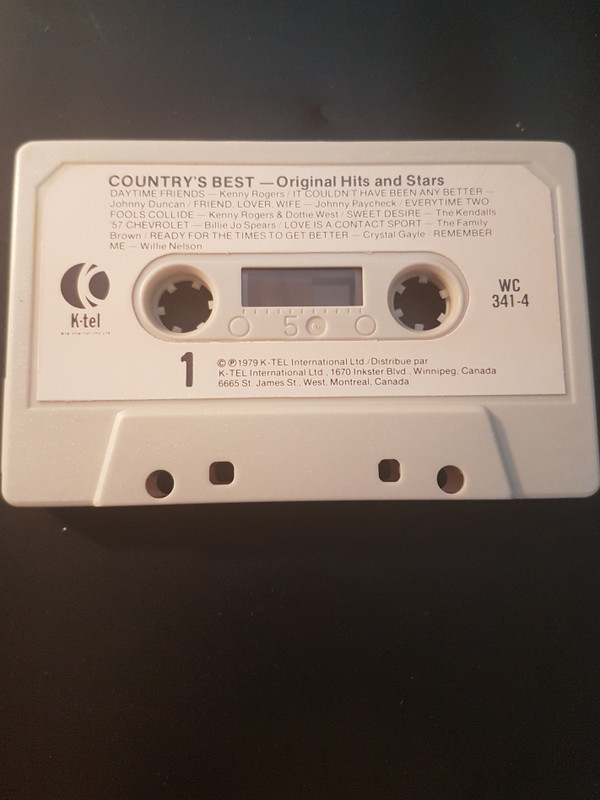 COUNTRY'S BEST — Original Hits and Stars
DAYTIME FRIENDS — Kenny Rogers / IT COULDN'T HAVE BEEN ANY BETTER —
Johnny Duncan / FRIEND, LOVER, WIFE — Johnny Paycheck / EVERYTIME TWO
FOOLS COLLIDE — Kenny Rogers & Dottie West / SWEET DESIRE — The Kendalls
'57 CHEVROLET — Billie Jo Spears / LOVE IS A CONTACT SPORT — The Family
Brown / READY FOR THE TIMES TO GET BETTER — Crystal Gayle / REMEMBER
ME — Willie Nelson
K-tel
WC
341-4
5
1
© ℗ 1979 K-TEL International Ltd./Distribue par
K-TEL International Ltd., 1670 Inkster Blvd., Winnipeg, Canada
6665 St. James St., West, Montreal, Canada